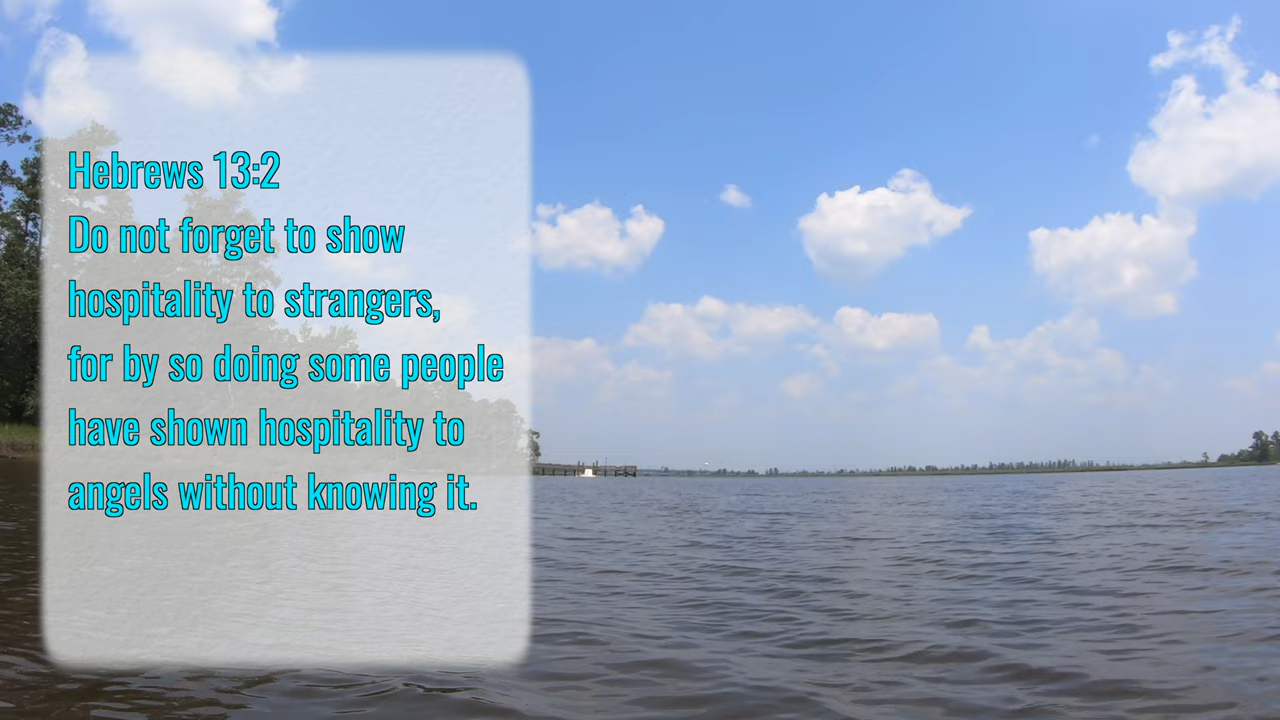 Hebrews 13:2
Do not forget to show
hospitality to strangers,
for by so doing some people
have shown hospitality to
angels without knowing it.